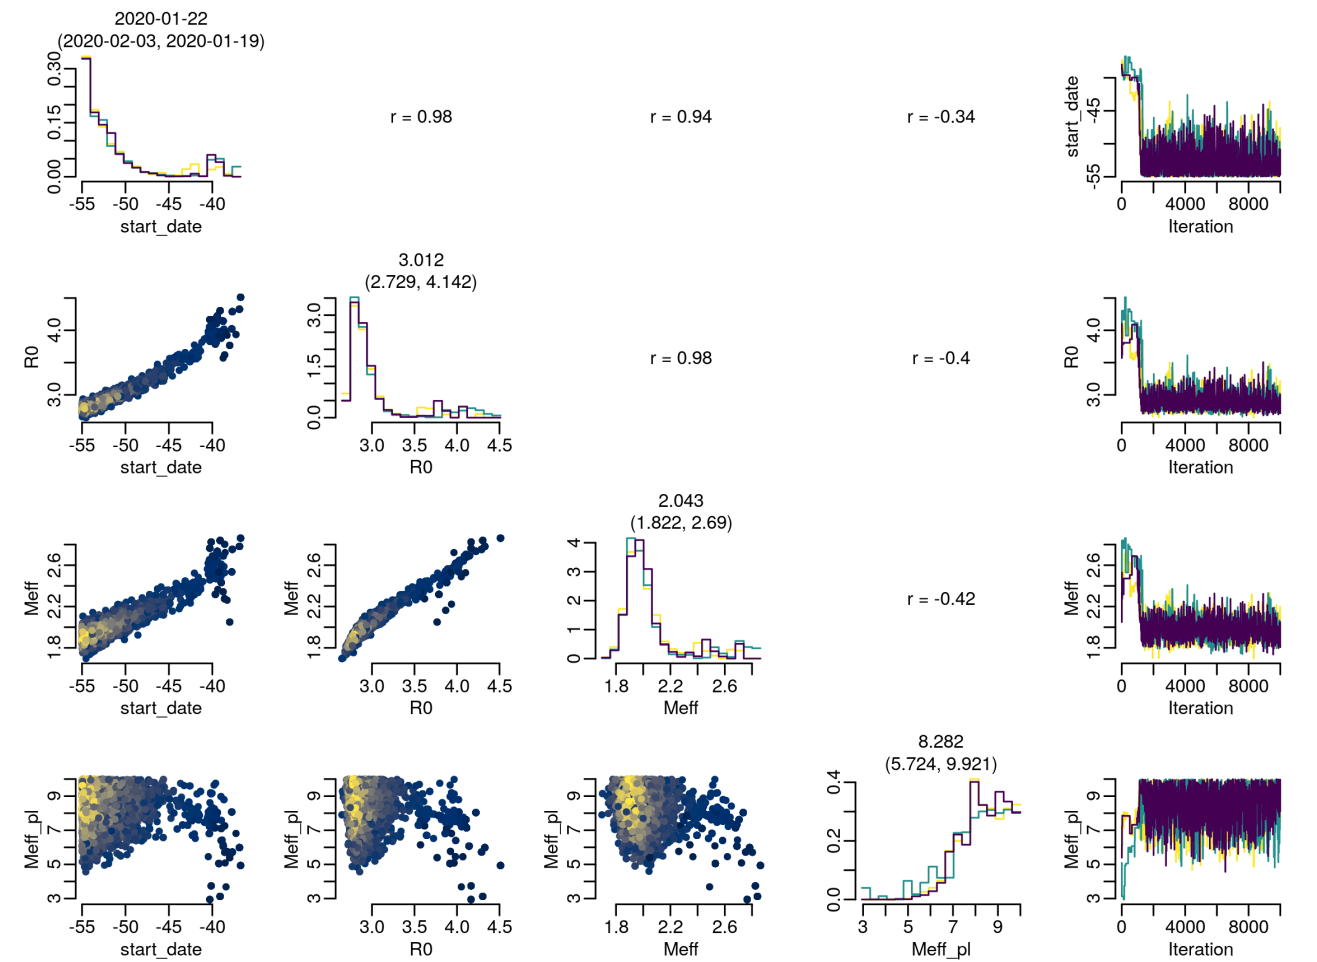 2020-01-22
(2020-02-03, 2020-01-19)
0.00 0.15 0.30
-55 -50 -45 -40
start_date
r = 0.98
r = 0.94
r = -0.34
start_date
-55 -45
0 4000 8000
Iteration
R0
3.0 4.0
-55 -50 -45 -40
start_date
3.012
(2.729, 4.142)
0.0 1.5 3.0
3.0 3.5 4.0 4.5
R0
r = 0.98
r = -0.4
R0
3.0 4.0
0 4000 8000
Iteration
Meff
1.8 2.2 2.6
-55 -50 -45 -40
start_date
Meff
1.8 2.2 2.6
3.0 3.5 4.0 4.5
R0
2.043
(1.822, 2.69)
0 1 2 3 4
1.8 2.2 2.6
Meff
r = -0.42
Meff
1.8 2.2 2.6
0 4000 8000
Iteration
Meff_pl
3 5 7 9
-55 -50 -45 -40
start_date
Meff_pl
3 5 7 9
3.0 3.5 4.0 4.5
R0
Meff_pl
3 5 7 9
1.8 2.2 2.6
Meff
8.282
(5.724, 9.921)
0.0 0.2 0.4
3 5 7 9
Meff_pl
Meff_pl
3 5 7 9
0 4000 8000
Iteration